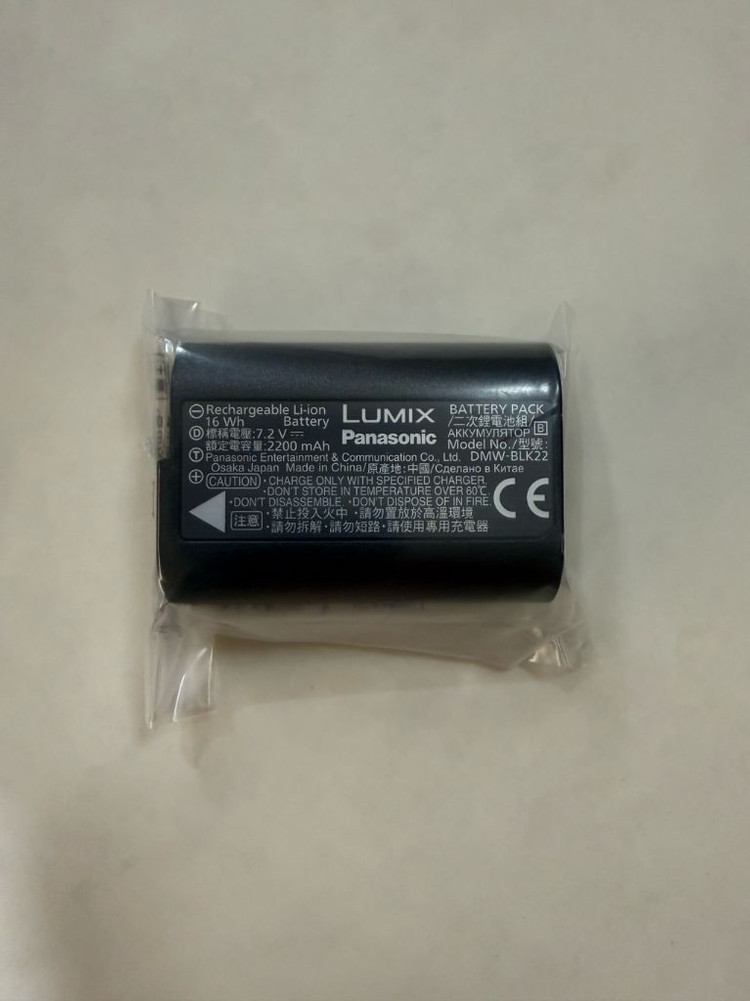 ⊖ Rechargeable Li-ion LUMIX BATTERY PACK
16 Wh Battery /二次鋰電池組/ B
D 標稱電壓:7.2 V⎓ Panasonic АККУМУЛЯТОР
額定電容量:2200 mAh Model No./型號:
T Panasonic Entertainment & Communication Co., Ltd. DMW-BLK22
Osaka Japan Made in China/原產地:中國/Сделано в Китае
⊕ CAUTION ・CHARGE ONLY WITH SPECIFIED CHARGER.
・DON'T STORE IN TEMPERATURE OVER 60℃.
・DON'T DISASSEMBLE. ・DON'T DISPOSE OF IN FIRE. CE
注意 ・禁止投入火中 ・請勿置放於高溫環境
・請勿拆解・請勿短路・請使用專用充電器